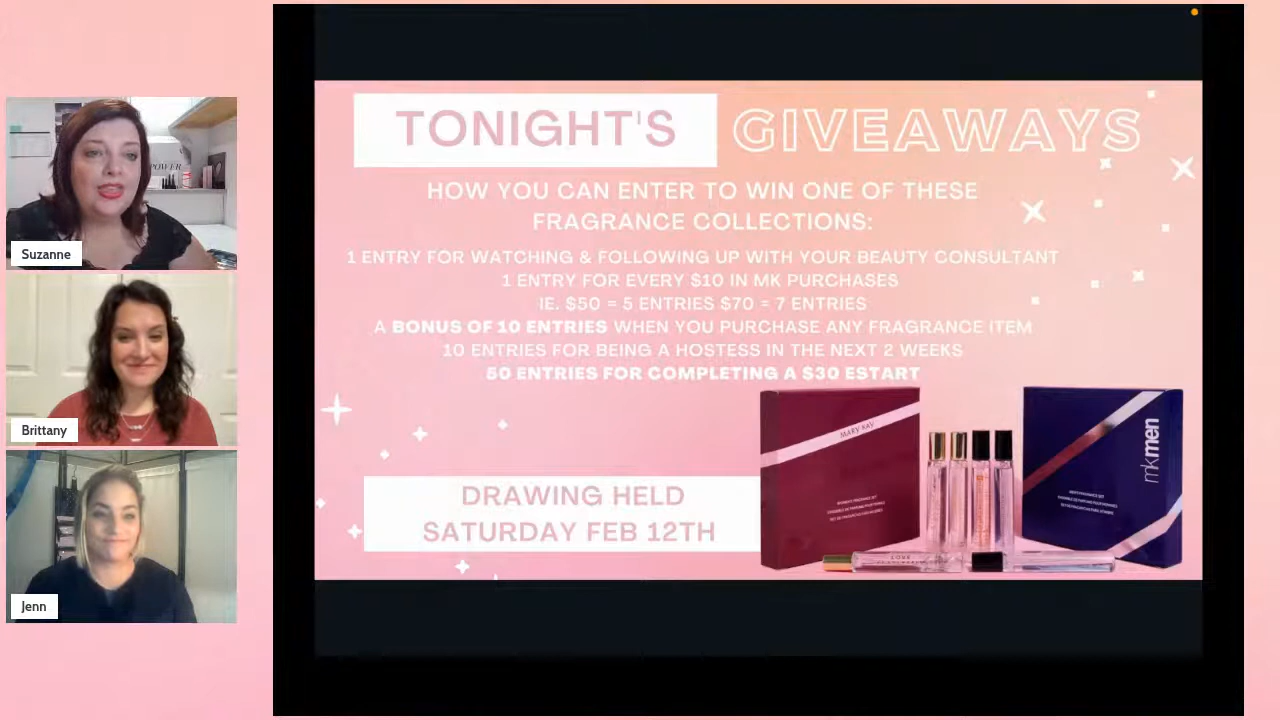 Suzanne
POWER
Brittany
Jenn
TONIGHT'S GIVEAWAYS
HOW YOU CAN ENTER TO WIN ONE OF THESE
FRAGRANCE COLLECTIONS:
1 ENTRY FOR WATCHING & FOLLOWING UP WITH YOUR BEAUTY CONSULTANT
1 ENTRY FOR EVERY $10 IN MK PURCHASES
IE. $50 = 5 ENTRIES $70 = 7 ENTRIES
A BONUS OF 10 ENTRIES WHEN YOU PURCHASE ANY FRAGRANCE ITEM
10 ENTRIES FOR BEING A HOSTESS IN THE NEXT 2 WEEKS
50 ENTRIES FOR COMPLETING A $30 ESTART
DRAWING HELD
SATURDAY FEB 12TH
MARY KAY
mkmen
LOVE